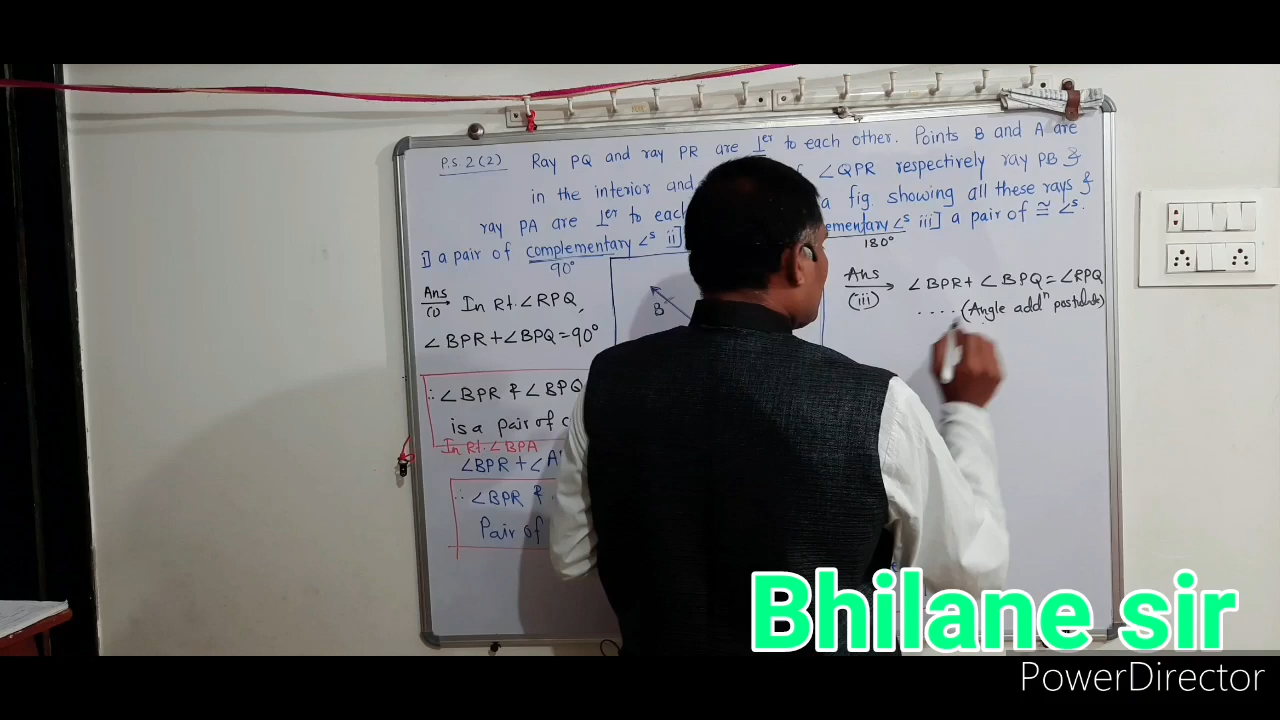 P.S. 2 (2) Ray PQ and ray PR are ⊥er to each other. Points B and A are
in the interior and ∠QPR respectively ray PB &
ray PA are ⊥er to each a fig. showing all these rays &
i] a pair of complementary ∠s ii] lementary ∠s iii] a pair of ≅ ∠s.
90°
180°
Ans (i) → In Rt. ∠RPQ,
∠BPR + ∠BPQ = 90°
∴ ∠BPR & ∠BPQ
is a pair of c
In Rt. ∠BPA
∠BPR + ∠A
∴ ∠BPR &
Pair of
B
Ans (iii) → ∠BPR + ∠BPQ = ∠RPQ
. . . . (Angle addn postulate)
Bhilane sir
PowerDirector